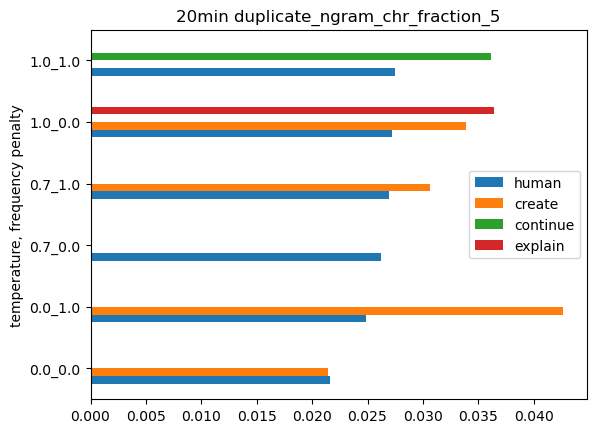 20min duplicate_ngram_chr_fraction_5
temperature, frequency penalty
1.0_1.0
1.0_0.0
0.7_1.0
0.7_0.0
0.0_1.0
0.0_0.0
human
create
continue
explain
0.000 0.005 0.010 0.015 0.020 0.025 0.030 0.035 0.040